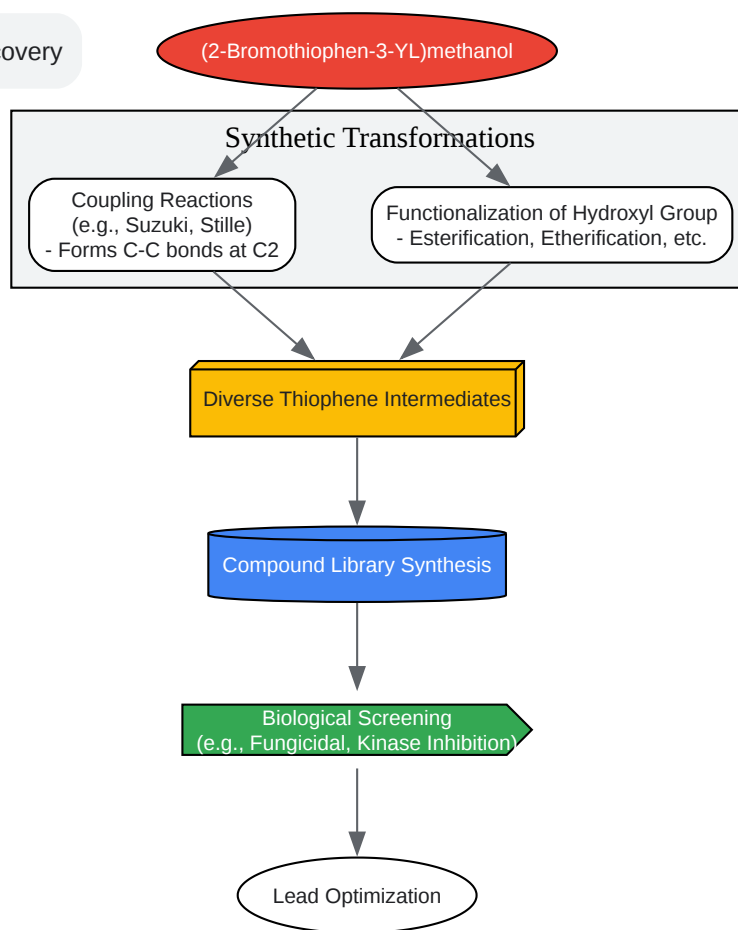 covery
(2-Bromothiophen-3-YL)methanol
Synthetic Transformations
Coupling Reactions
(e.g., Suzuki, Stille)
- Forms C-C bonds at C2
Functionalization of Hydroxyl Group
- Esterification, Etherification, etc.
Diverse Thiophene Intermediates
Compound Library Synthesis
Biological Screening
(e.g., Fungicidal, Kinase Inhibition)
Lead Optimization